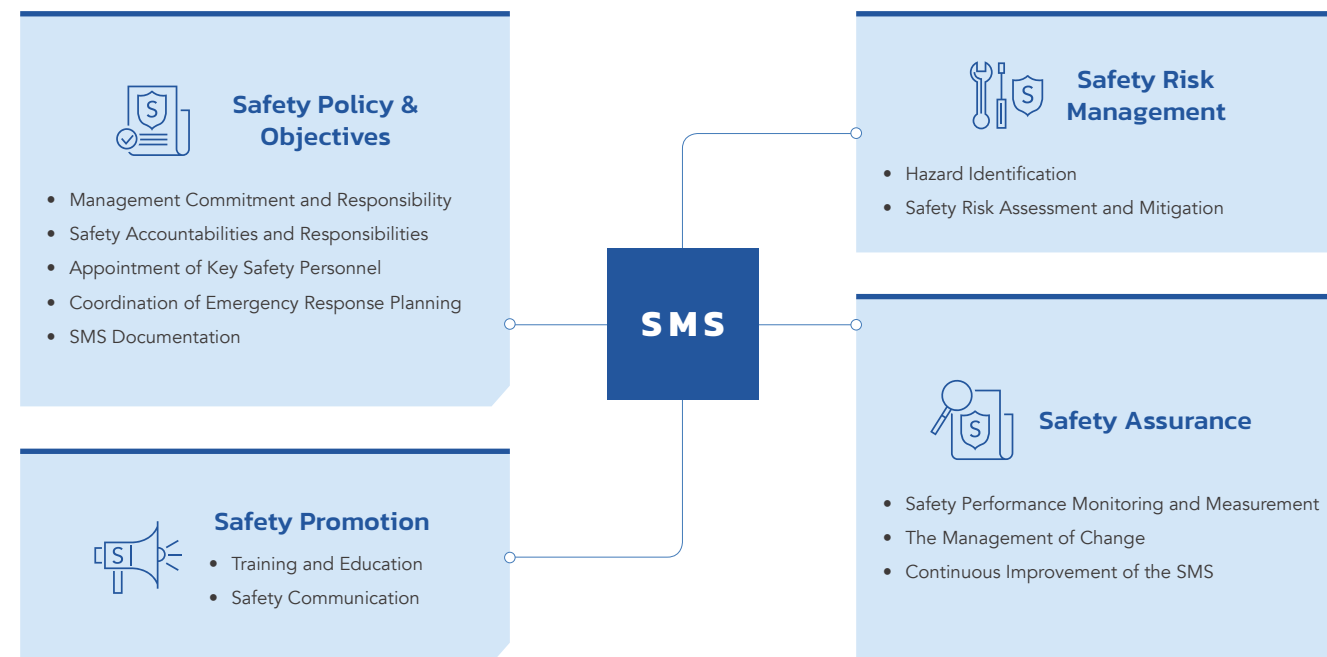 S
Safety Policy &
Objectives
• Management Commitment and Responsibility
• Safety Accountabilities and Responsibilities
• Appointment of Key Safety Personnel
• Coordination of Emergency Response Planning
• SMS Documentation
S
Safety Promotion
• Training and Education
• Safety Communication
SMS
S
Safety Risk
Management
• Hazard Identification
• Safety Risk Assessment and Mitigation
S
Safety Assurance
• Safety Performance Monitoring and Measurement
• The Management of Change
• Continuous Improvement of the SMS